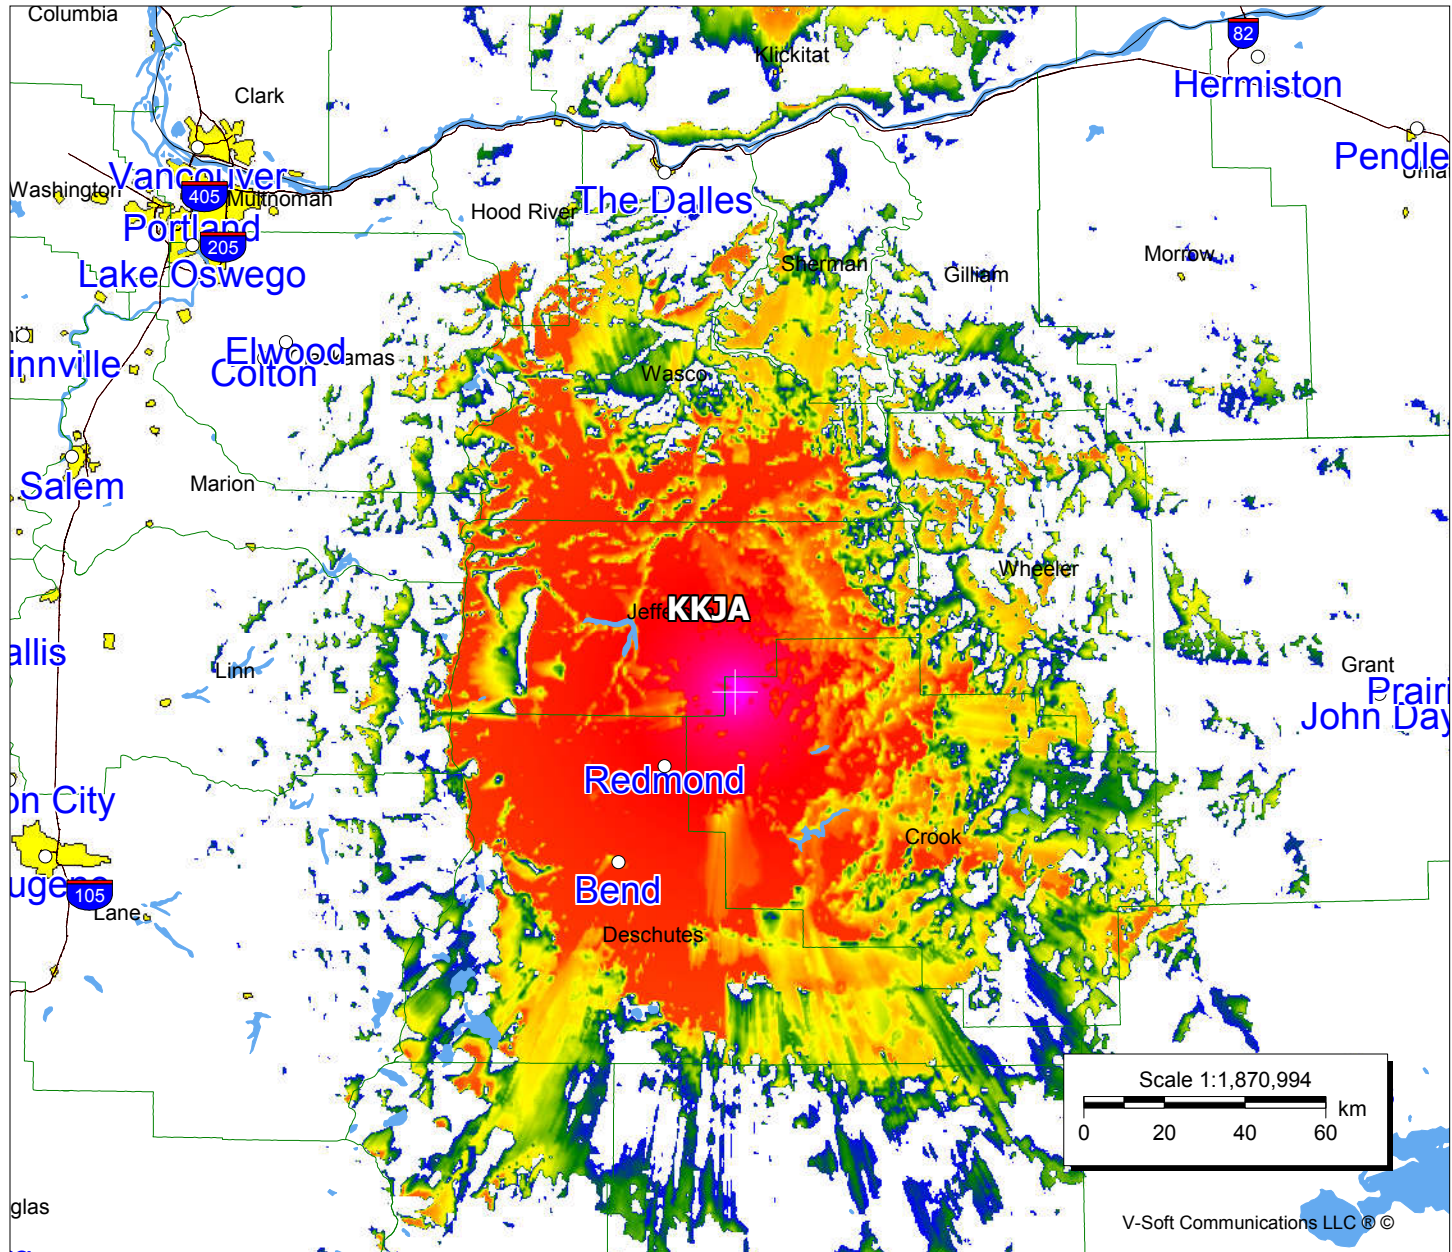 Columbia
82
Klickitat
Hermiston
Clark
Pendle
Vancouver
Washington
405
Multnomah
The Dalles
Hood River
Portland
205
Lake Oswego
Sherman
Gilliam
Morrow
Elwood
Colton
innville
Wasco
Salem
Marion
Wheeler
KKJA
allis
Linn
Grant
Prairi
John Day
Redmond
on City
Crook
Bend
ugene
105
Lane
Deschutes
Scale 1:1,870,994
km
0 20 40 60
glas
V-Soft Communications LLC ® ©